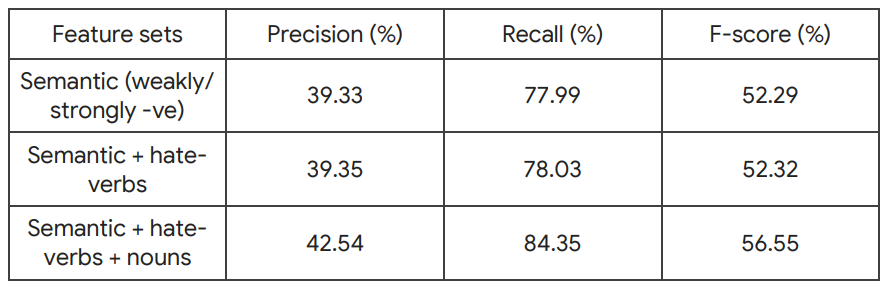 Feature sets Precision (%) Recall (%) F-score (%)
Semantic (weakly/
strongly -ve) 39.33 77.99 52.29
Semantic + hate-
verbs 39.35 78.03 52.32
Semantic + hate-
verbs + nouns 42.54 84.35 56.55